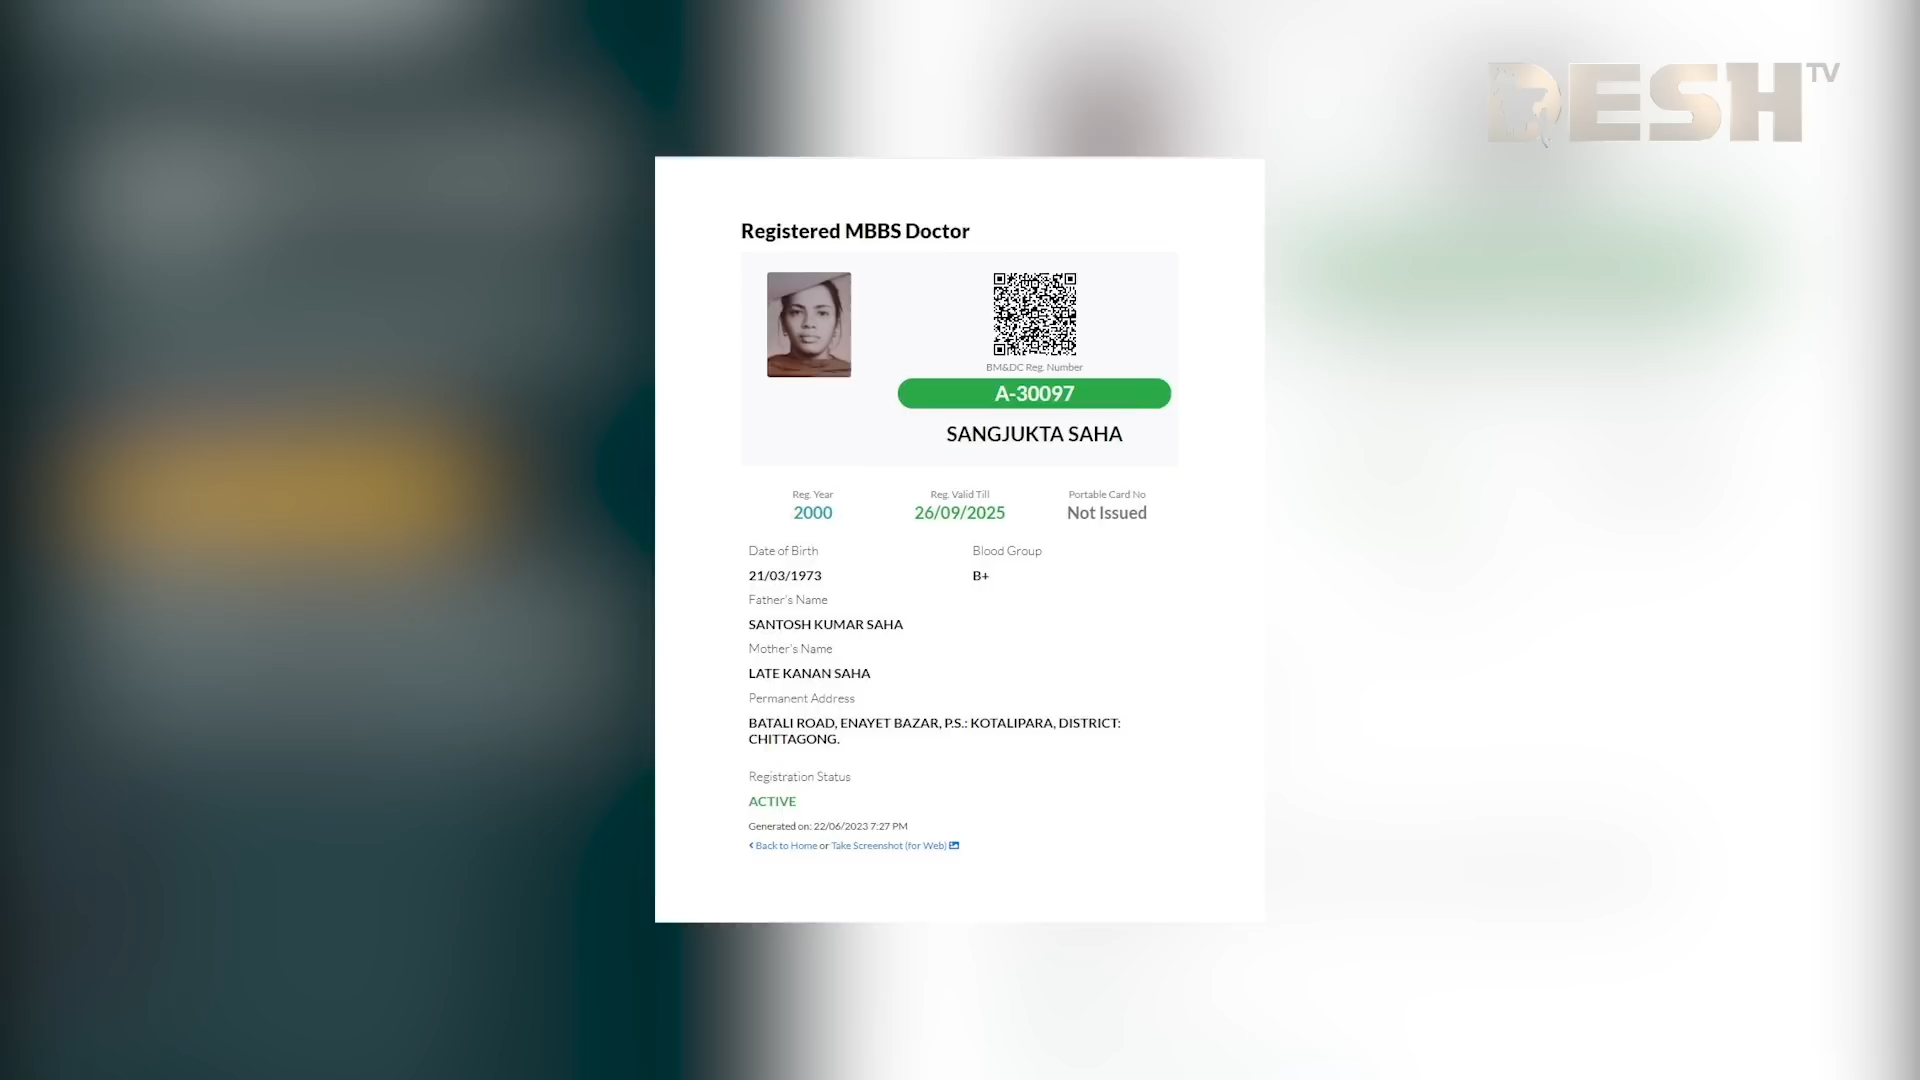 DESH TV
Registered MBBS Doctor
BM&DC Reg. Number
A-30097
SANGJUKTA SAHA
Reg. Year
2000
Reg. Valid Till
26/09/2025
Portable Card No
Not Issued
Date of Birth
21/03/1973
Blood Group
B+
Father's Name
SANTOSH KUMAR SAHA
Mother's Name
LATE KANAN SAHA
Permanent Address
BATALI ROAD, ENAYET BAZAR, P.S.: KOTALIPARA, DISTRICT:
CHITTAGONG.
Registration Status
ACTIVE
Generated on: 22/06/2023 7:27 PM
Back to Home or Take Screenshot (for Web)